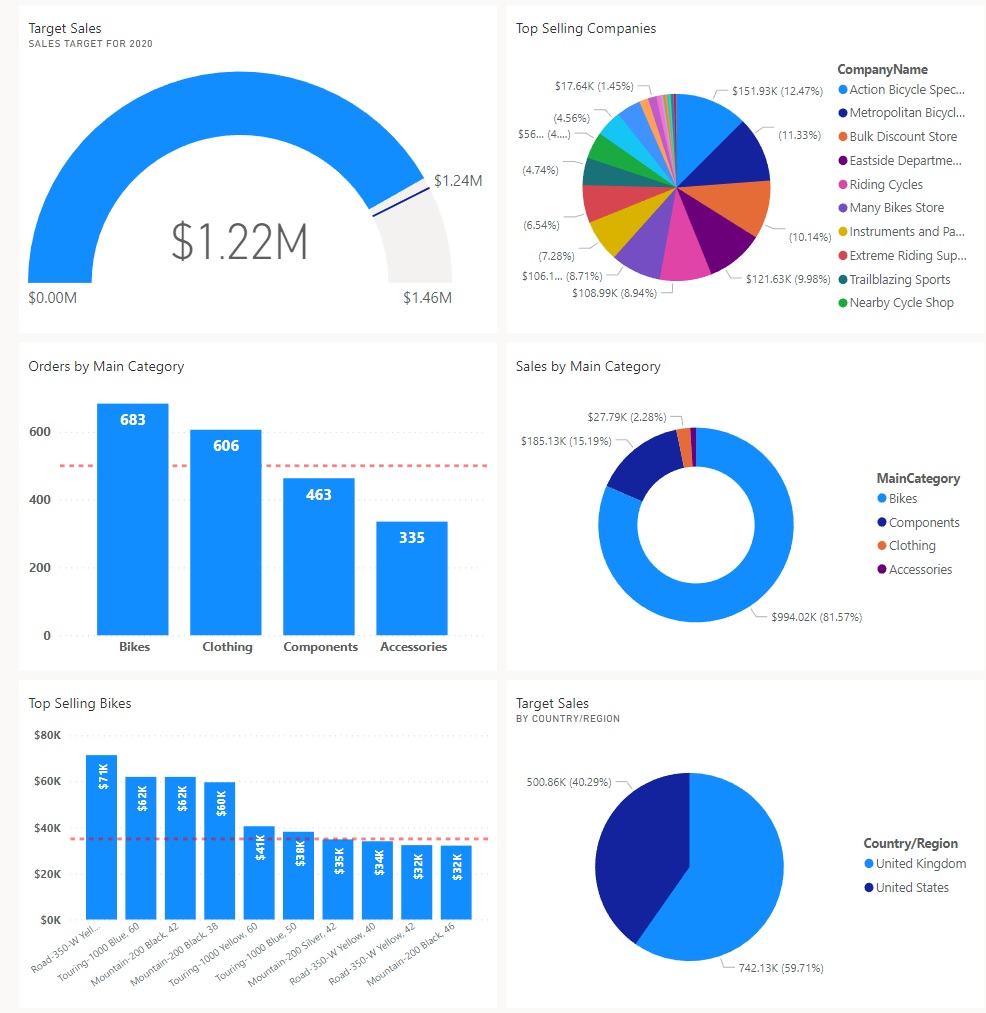 Target Sales
SALES TARGET FOR 2020
$1.24M
$1.22M
$0.00M
$1.46M
Top Selling Companies
$17.64K (1.45%)
$151.93K (12.47%)
(4.56%)
(11.33%)
$56... (4....)
(4.74%)
(6.54%)
(10.14%)
(7.28%)
$106.1... (8.71%)
$121.63K (9.98%)
$108.99K (8.94%)
CompanyName
Action Bicycle Spec...
Metropolitan Bicycl...
Bulk Discount Store
Eastside Departme...
Riding Cycles
Many Bikes Store
Instruments and Pa...
Extreme Riding Sup...
Trailblazing Sports
Nearby Cycle Shop
Orders by Main Category
600
400
200
0
683
606
463
335
Bikes
Clothing
Components
Accessories
Sales by Main Category
$27.79K (2.28%)
$185.13K (15.19%)
$994.02K (81.57%)
MainCategory
Bikes
Components
Clothing
Accessories
Top Selling Bikes
$80K
$60K
$40K
$20K
$0K
$71K
$62K
$62K
$60K
$41K
$38K
$35K
$34K
$32K
$32K
Road-350-W Yell...
Touring-1000 Blue, 60
Mountain-200 Black, 42
Mountain-200 Black, 38
Touring-1000 Yellow, 60
Touring-1000 Blue, 50
Mountain-200 Silver, 42
Road-350-W Yellow, 40
Road-350-W Yellow, 42
Mountain-200 Black, 46
Target Sales
BY COUNTRY/REGION
500.86K (40.29%)
742.13K (59.71%)
Country/Region
United Kingdom
United States